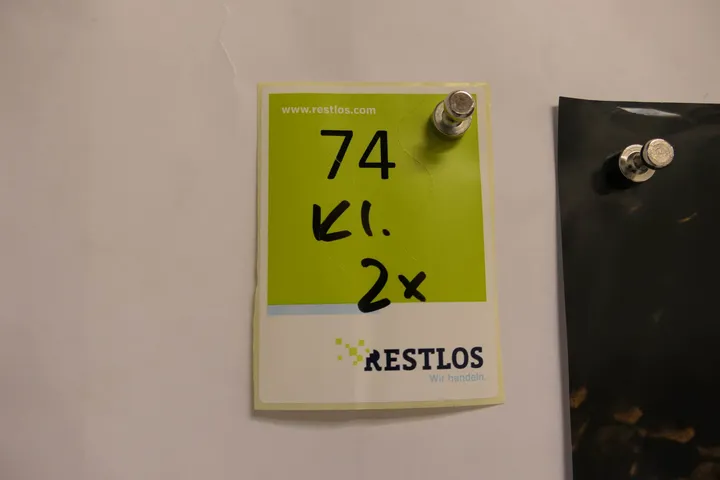 www.restlos.com
74
Kl.
2x
RESTLOS
Wir handeln.